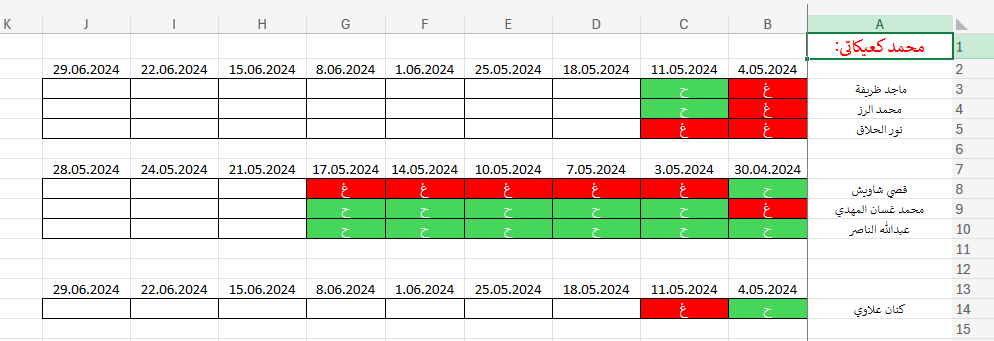 A B C D E F G H I J K
1 محمد كعيكاتي:
2 4.05.2024 11.05.2024 18.05.2024 25.05.2024 1.06.2024 8.06.2024 15.06.2024 22.06.2024 29.06.2024
3 ماجد ظريفة غ ح
4 محمد الرز غ ح
5 نور الحلاق غ غ
6
7 30.04.2024 3.05.2024 7.05.2024 10.05.2024 14.05.2024 17.05.2024 21.05.2024 24.05.2024 28.05.2024
8 قصي شاويش ح غ غ غ غ غ
9 محمد غسان المهدي غ ح ح ح ح ح
10 عبدالله الناصر ح ح ح ح ح ح
11
12
13 4.05.2024 11.05.2024 18.05.2024 25.05.2024 1.06.2024 8.06.2024 15.06.2024 22.06.2024 29.06.2024
14 كنان علاوي ح غ
15